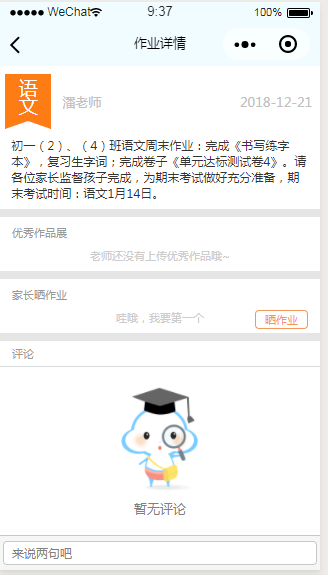 ●●●●● WeChat 9:37 100%
作业详情
语文
潘老师 2018-12-21
初一（2）、（4）班语文周末作业：完成《书写练字
本》，复习生字词；完成卷子《单元达标测试卷4》。请
各位家长监督孩子完成，为期末考试做好充分准备，期
末考试时间：语文1月14日。
优秀作品展
老师还没有上传优秀作品哦~
家长晒作业
哇哦，我要第一个 晒作业
评论
暂无评论
来说两句吧